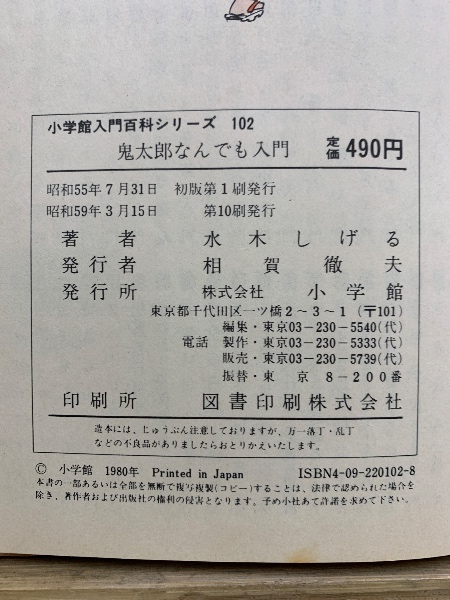 小学館入門百科シリーズ 102
鬼太郎なんでも入門 定価 490円
昭和55年7月31日 初版第1刷発行
昭和59年3月15日 第10刷発行
著者 水木しげる
発行者 相賀徹夫
発行所 株式会社 小学館
東京都千代田区一ツ橋2〜3〜1(〒101)
編集・東京03-230-5540(代)
電話 製作・東京03-230-5333(代)
販売・東京03-230-5739(代)
振替・東京 8-200番
印刷所 図書印刷株式会社
造本には、じゅうぶん注意しておりますが、万一落丁・乱丁
などの不良品がありましたらおとりかえいたします。
© 小学館 1980年 Printed in Japan ISBN4-09-220102-8
本書の一部あるいは全部を無断で複写複製(コピー)することは、法律で認められた場合を
除き、著作者および出版社の権利の侵害となります。予め小社あて許諾を求めて下さい。